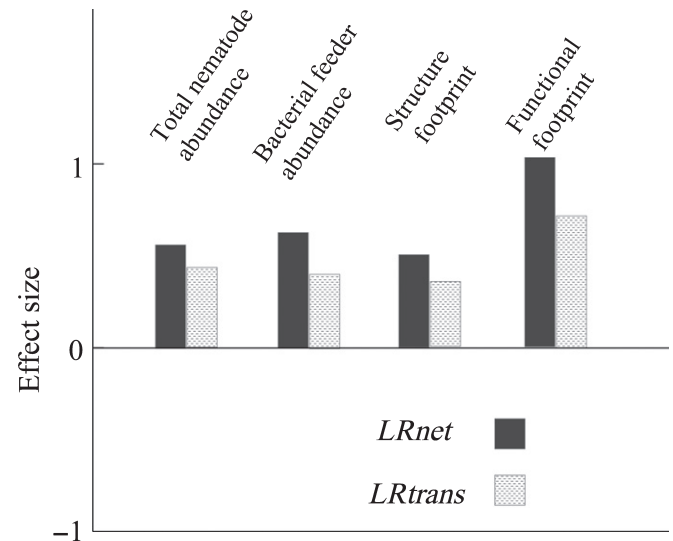 Total nematode
abundance
Bacterial feeder
abundance
Structure
footprint
Functional
footprint
1
0
−1
Effect size
LRnet
LRtrans